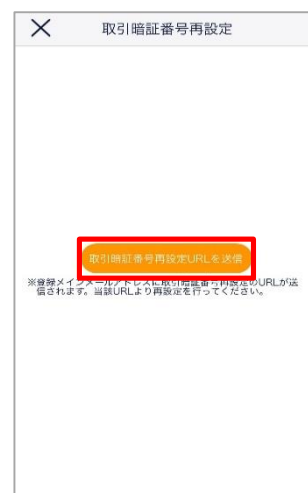 取引暗証番号再設定
取引暗証番号再設定URLを送信
※登録メインメールアドレスに取引暗証番号再設定のURLが送
信されます。当該URLより再設定を行ってください。